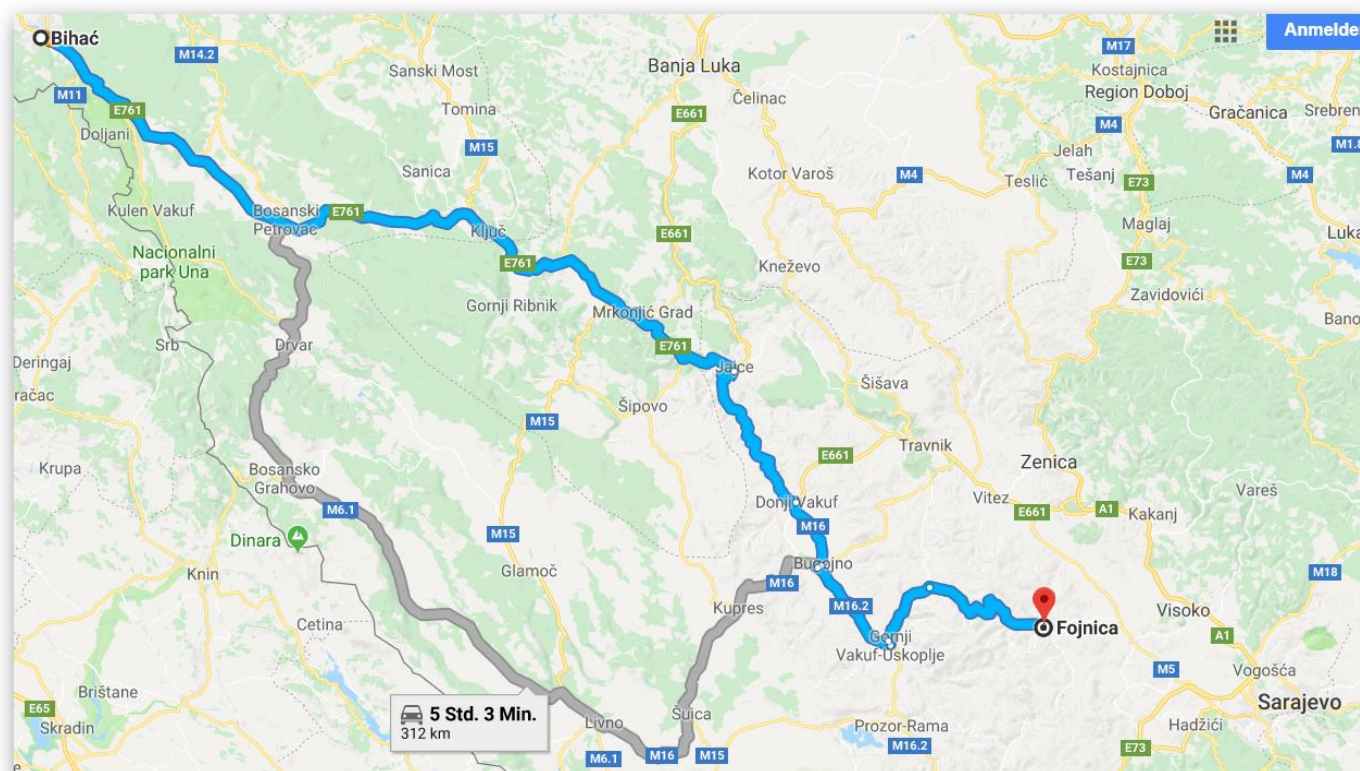 Bihać
M14.2
Sanski Most
Banja Luka
M17
Anmelde
Kostajnica
Region Doboj
M11
E761
Tomina
E661
Čelinac
Gračanica
Srebren
Doljani
M15
M4
Jelah
Tešanj
M1.8
Sanica
Kotor Varoš
M4
Teslić
E73
M4
Kulen Vakuf
Bosanski
Petrovac
E761
Ključ
E661
Maglaj
Luka
Nacionalni
park Una
E761
Kneževo
E73
Zavidovići
Gornji Ribnik
Mrkonjić Grad
Bano
Srb
Drvar
E761
Jajce
Deringaj
račac
Šipovo
Šišava
M15
Travnik
Krupa
Bosansko
Grahovo
E661
Zenica
Vareš
M6.1
Donji Vakuf
Vitez
E661
A1
Kakanj
Dinara
M15
M16
Knin
Glamoč
Bugojno
M18
M16
Kupres
M16.2
Visoko
Cetina
Gornji
Vakuf-Uskoplje
Fojnica
A1
M5
Vogošća
Brištane
E65
Skradin
5 Std. 3 Min.
312 km
Livno
Šuica
Prozor-Rama
Sarajevo
Hadžići
M6.1
M16
M15
M16.2
E73